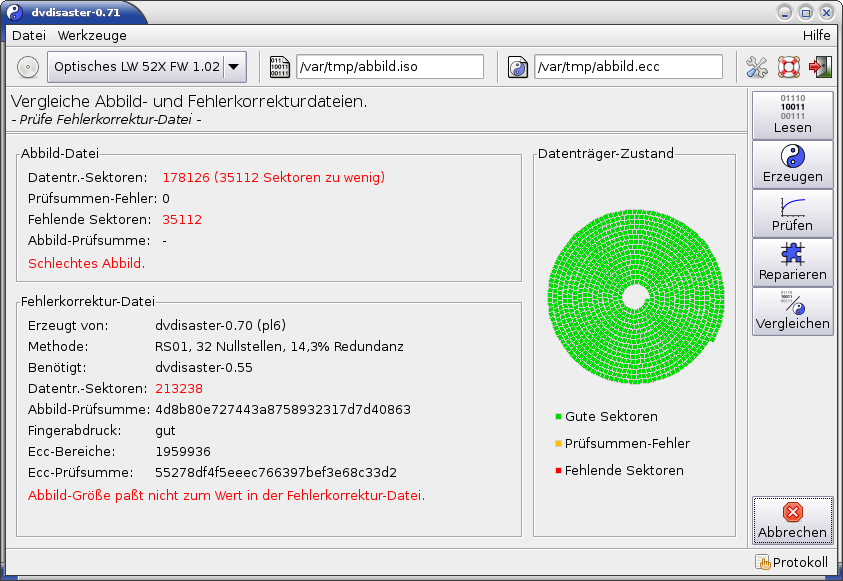 dvdisaster-0.71
Datei Werkzeuge Hilfe
Optisches LW 52X FW 1.02
/var/tmp/abbild.iso
/var/tmp/abbild.ecc
Vergleiche Abbild- und Fehlerkorrekturdateien.
- Prüfe Fehlerkorrektur-Datei -
Abbild-Datei
Datentr.-Sektoren: 178126 (35112 Sektoren zu wenig)
Prüfsummen-Fehler: 0
Fehlende Sektoren: 35112
Abbild-Prüfsumme: -
Schlechtes Abbild.
Fehlerkorrektur-Datei
Erzeugt von: dvdisaster-0.70 (pl6)
Methode: RS01, 32 Nullstellen, 14,3% Redundanz
Benötigt: dvdisaster-0.55
Datentr.-Sektoren: 213238
Abbild-Prüfsumme: 4d8b80e727443a8758932317d7d40863
Fingerabdruck: gut
Ecc-Bereiche: 1959936
Ecc-Prüfsumme: 55278df4f5eeec766397bef3e68c33d2
Abbild-Größe paßt nicht zum Wert in der Fehlerkorrektur-Datei.
Datenträger-Zustand
Gute Sektoren
Prüfsummen-Fehler
Fehlende Sektoren
01110
10011
00111
Lesen
Erzeugen
Prüfen
Reparieren
Vergleichen
Abbrechen
Protokoll